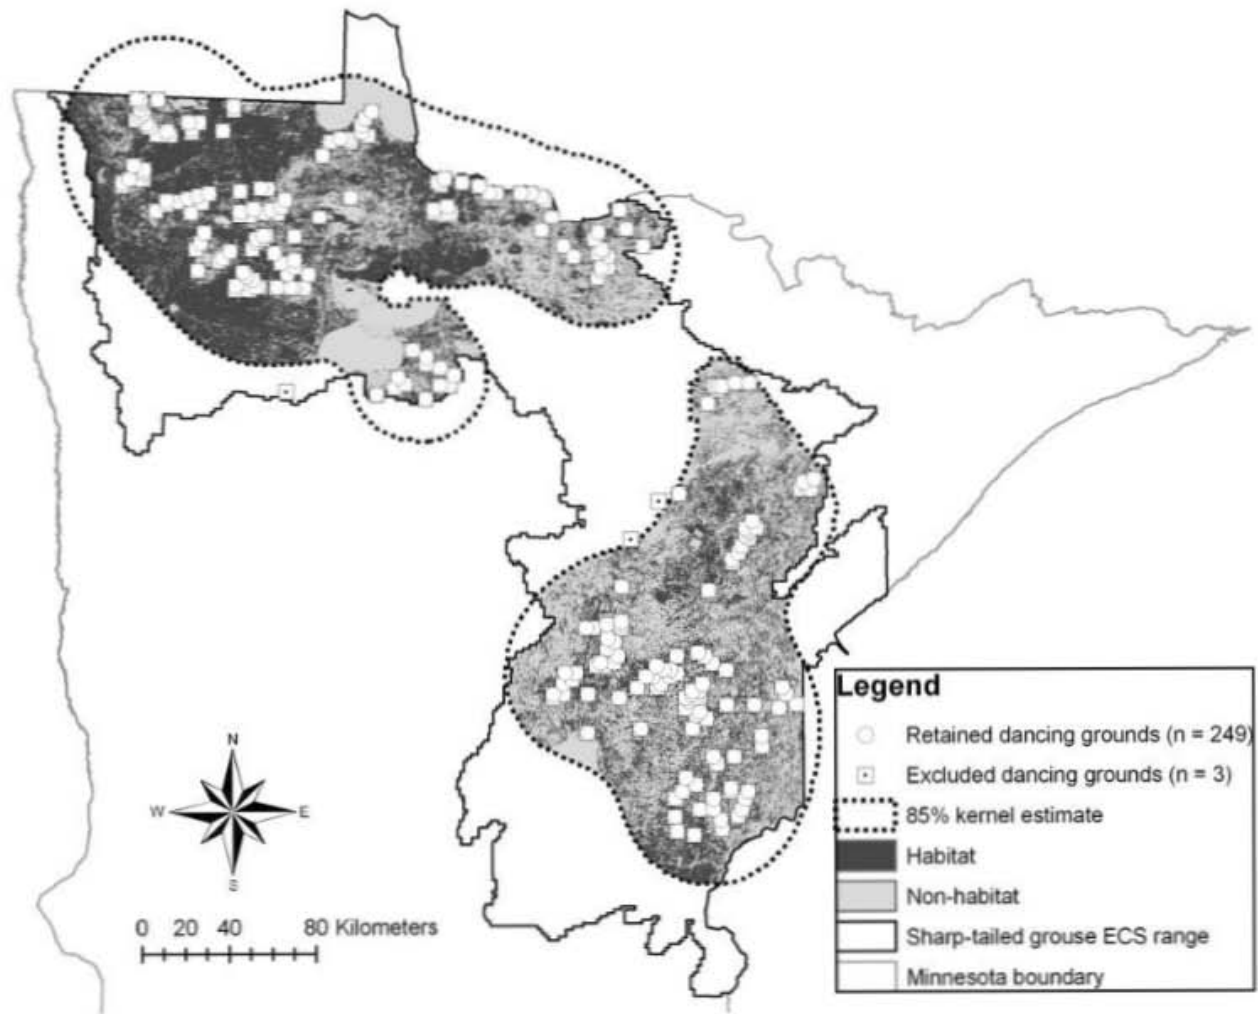 Legend
Retained dancing grounds (n = 249)
Excluded dancing grounds (n = 3)
85% kernel estimate
Habitat
Non-habitat
Sharp-tailed grouse ECS range
Minnesota boundary
N
W E
S
0 20 40 80 Kilometers